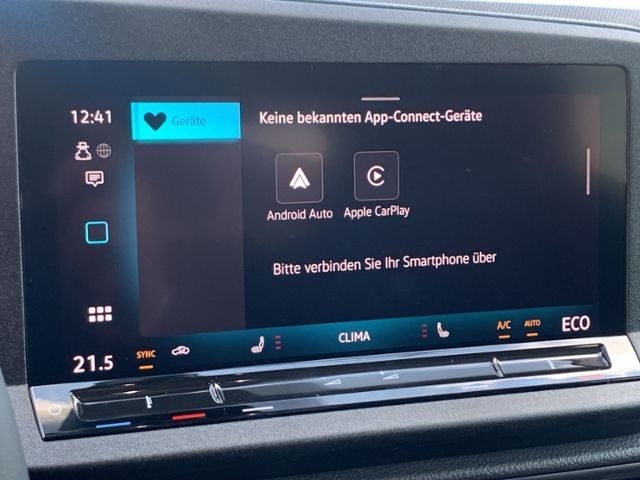 12:41
Geräte
Keine bekannten App-Connect-Geräte
Android Auto
Apple CarPlay
Bitte verbinden Sie Ihr Smartphone über
21.5
SYNC
CLIMA
A/C
AUTO
ECO